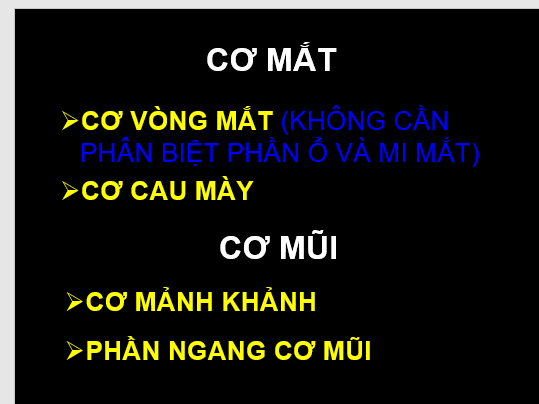 CƠ MẮT
➢CƠ VÒNG MẮT (KHÔNG CẦN
PHÂN BIỆT PHẦN Ổ VÀ MI MẮT)
➢CƠ CAU MÀY
CƠ MŨI
➢CƠ MẢNH KHẢNH
➢PHẦN NGANG CƠ MŨI